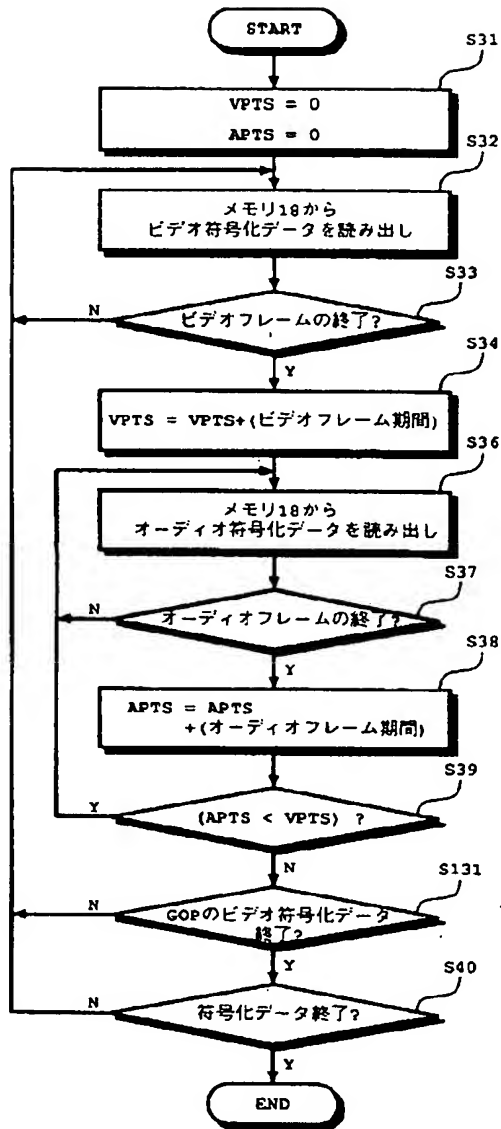 START
S31
VPTS = 0
APTS = 0
S32
メモリ18から
ビデオ符号化データを読み出し
S33
ビデオフレームの終了?
N
Y
S34
VPTS = VPTS+(ビデオフレーム期間)
S36
メモリ18から
オーディオ符号化データを読み出し
S37
オーディオフレームの終了?
N
Y
S38
APTS = APTS
+(オーディオフレーム期間)
S39
(APTS < VPTS) ?
Y
N
S131
GOPのビデオ符号化データ
終了?
N
Y
S40
符号化データ終了?
N
Y
END